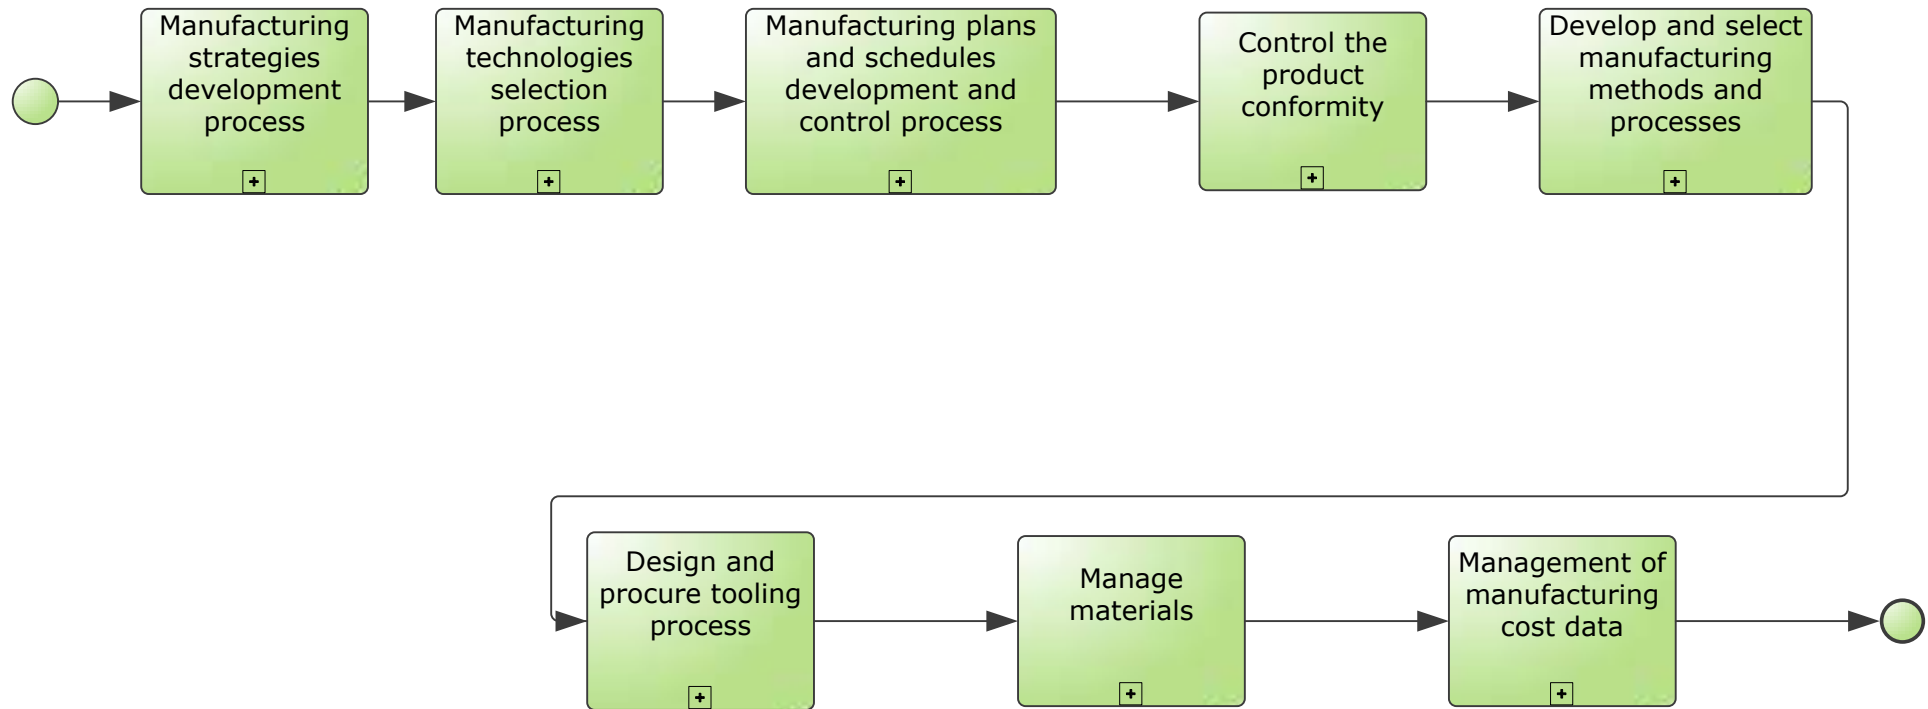 Manufacturing
strategies
development
process
Manufacturing
technologies
selection
process
Manufacturing plans
and schedules
development and
control process
Control the
product
conformity
Develop and select
manufacturing
methods and
processes
Design and
procure tooling
process
Manage
materials
Management of
manufacturing
cost data